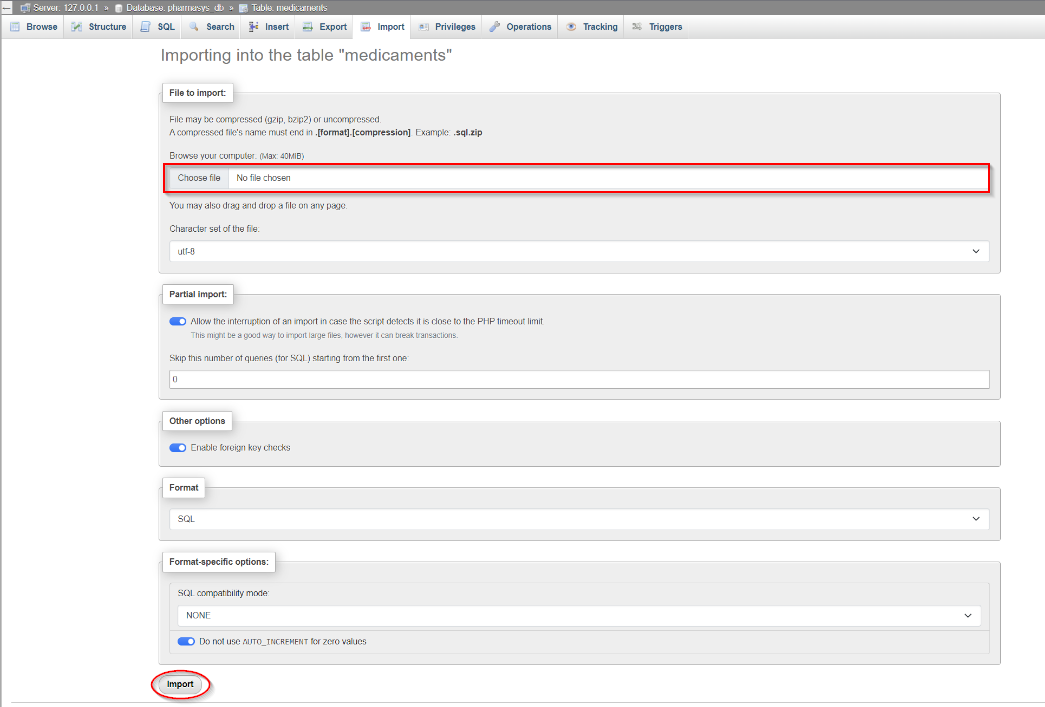 Server: 127.0.0.1 » Database: pharmasys_db » Table: medicaments
Browse Structure SQL Search Insert Export Import Privileges Operations Tracking Triggers
Importing into the table "medicaments"
File to import:
File may be compressed (gzip, bzip2) or uncompressed.
A compressed file's name must end in .[format].[compression]. Example: .sql.zip
Browse your computer: (Max: 40MiB)
Choose file No file chosen
You may also drag and drop a file on any page.
Character set of the file:
utf-8
Partial import:
Allow the interruption of an import in case the script detects it is close to the PHP timeout limit.
This might be a good way to import large files, however it can break transactions.
Skip this number of queries (for SQL) starting from the first one:
0
Other options
Enable foreign key checks
Format
SQL
Format-specific options:
SQL compatibility mode:
NONE
Do not use AUTO_INCREMENT for zero values
Import